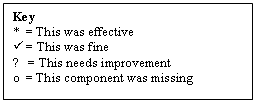 Key
* = This was effective
✓ = This was fine
? = This needs improvement
o = This component was missing